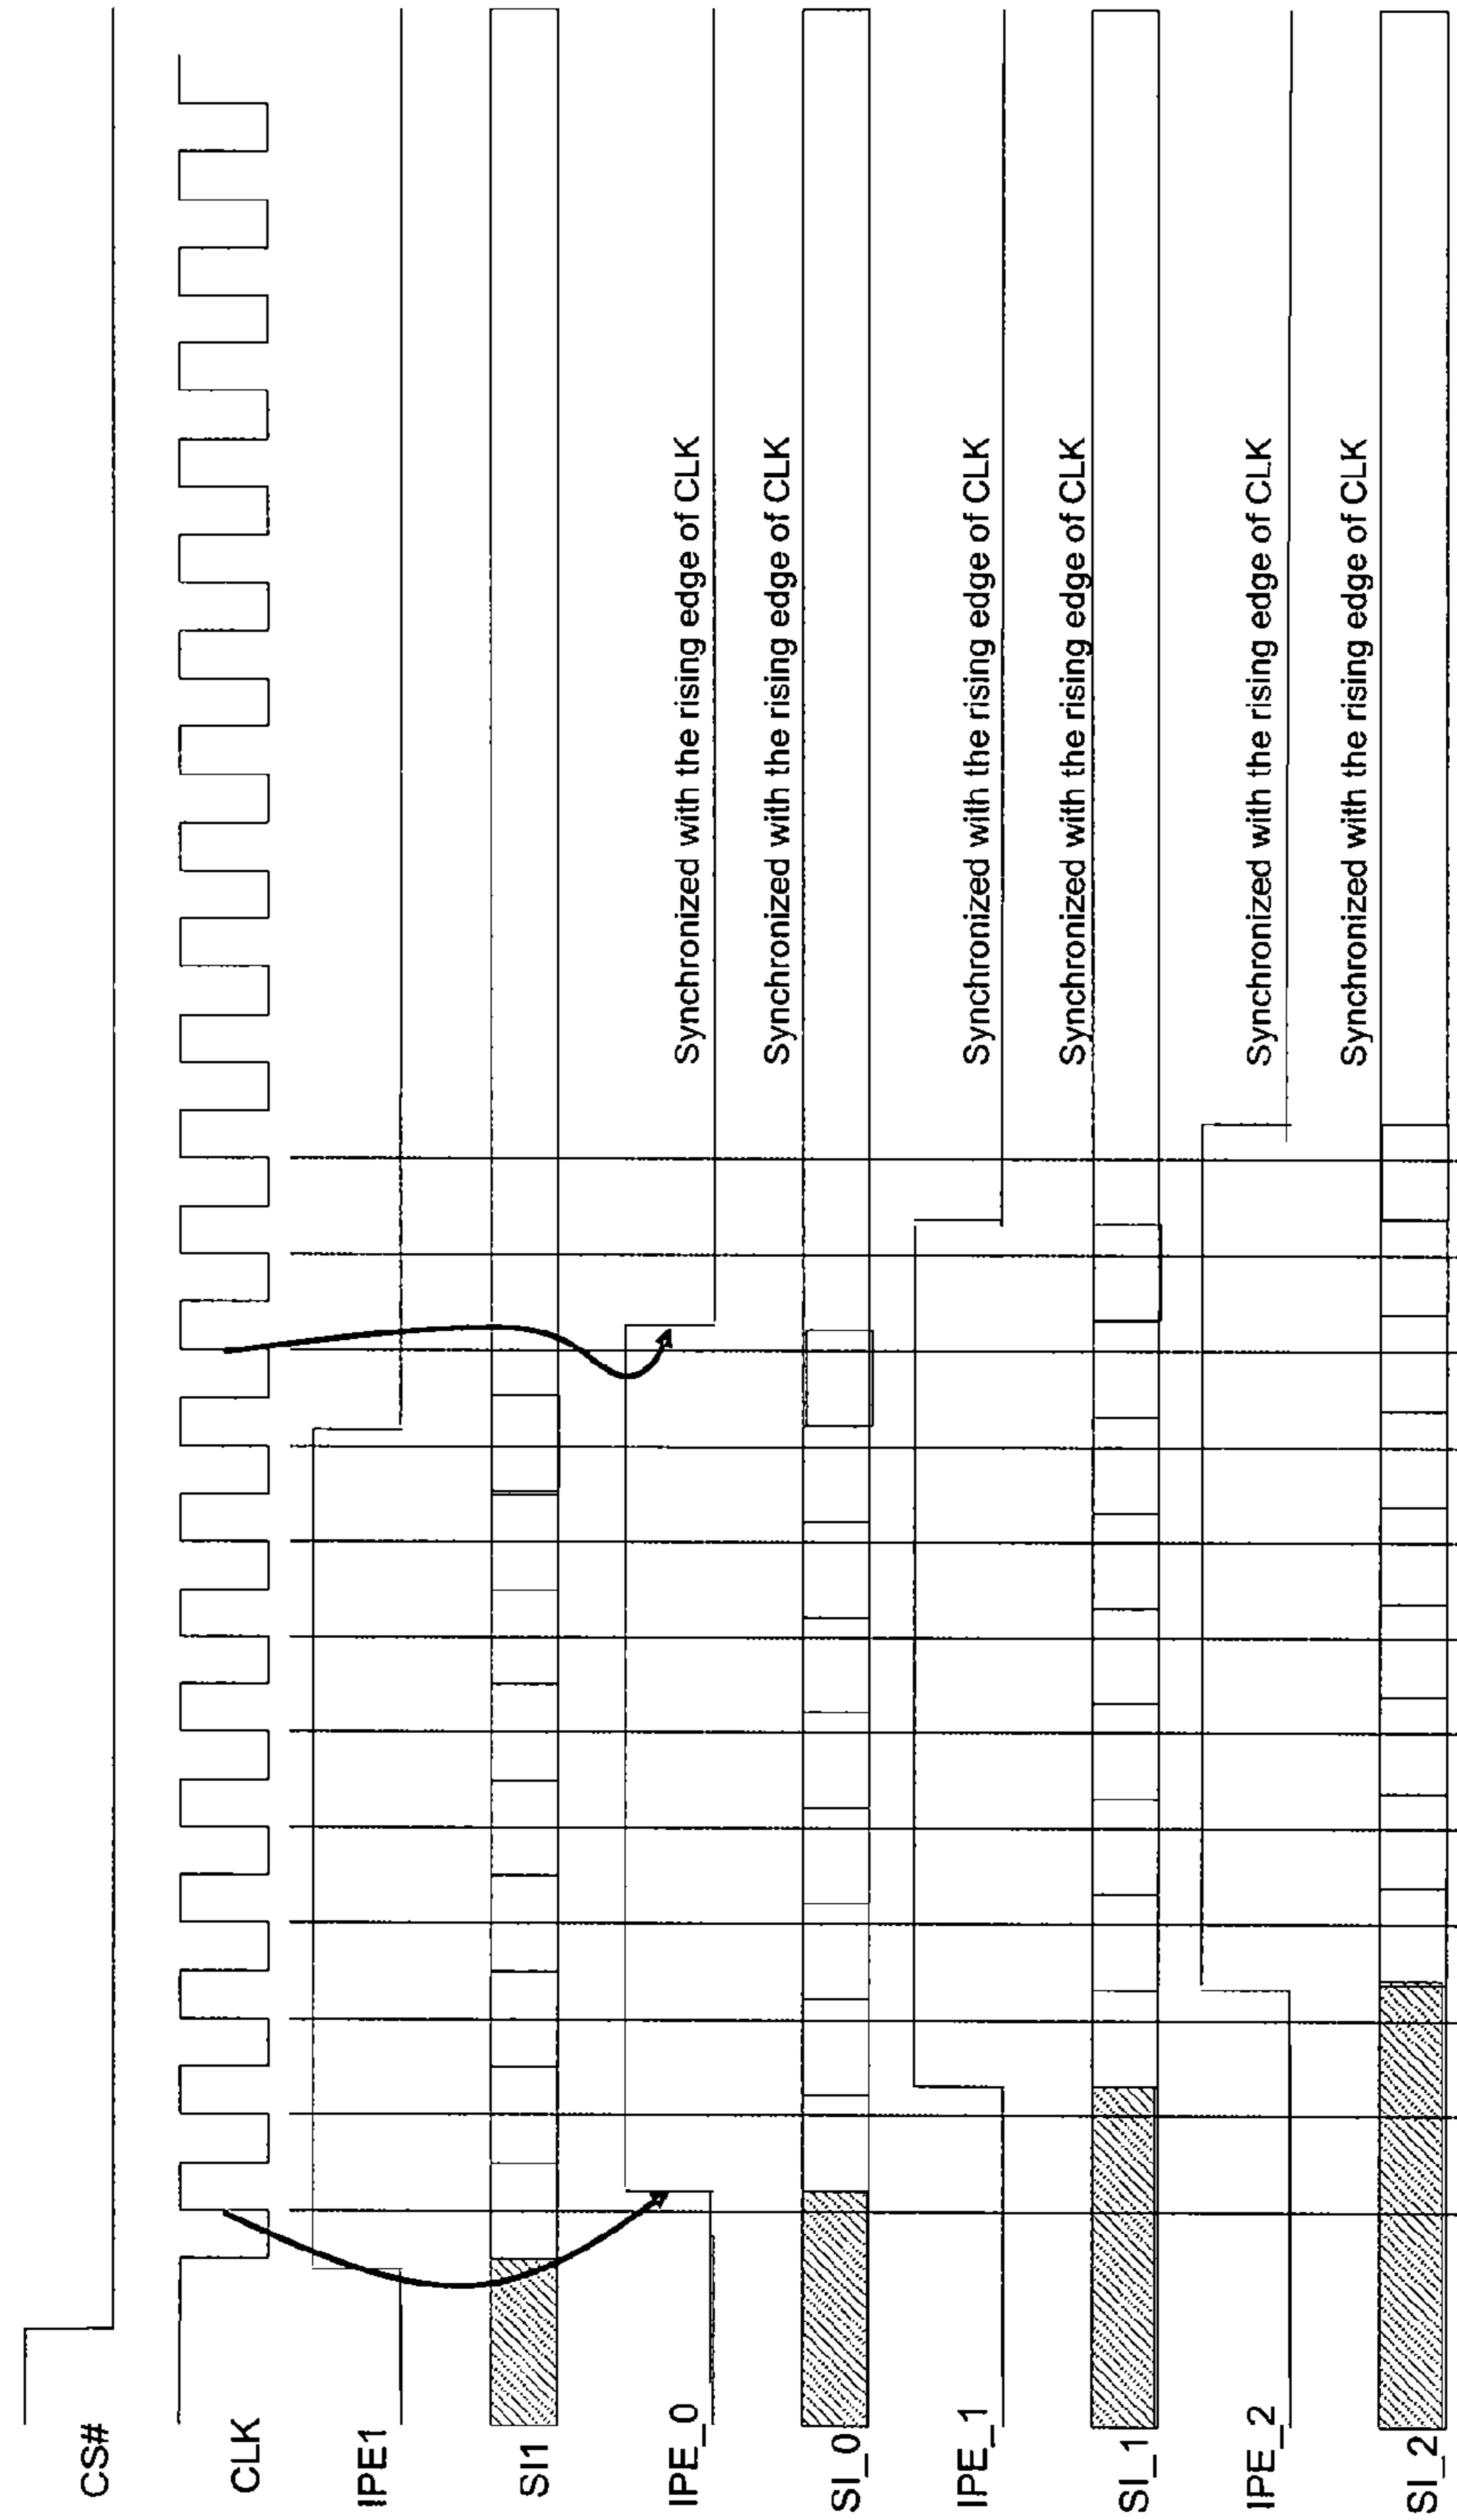 CS#
CLK
IPE1
SI1
IPE_0
Synchronized with the rising edge of CLK
SI_0
Synchronized with the rising edge of CLK
IPE_1
Synchronized with the rising edge of CLK
SI_1
Synchronized with the rising edge of CLK
IPE_2
Synchronized with the rising edge of CLK
SI_2
Synchronized with the rising edge of CLK